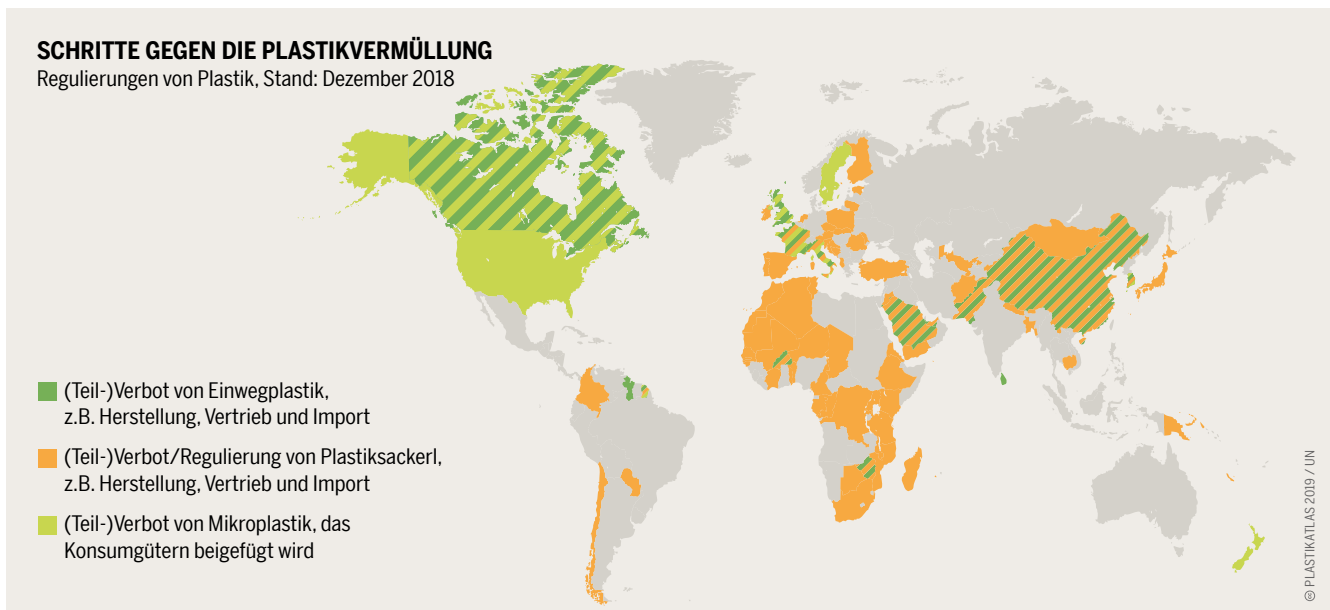 SCHRITTE GEGEN DIE PLASTIKVERMÜLLUNG
Regulierungen von Plastik, Stand: Dezember 2018
(Teil-)Verbot von Einwegplastik,
z.B. Herstellung, Vertrieb und Import
(Teil-)Verbot/Regulierung von Plastiksackerl,
z.B. Herstellung, Vertrieb und Import
(Teil-)Verbot von Mikroplastik, das
Konsumgütern beigefügt wird
PLASTIKATLAS 2019 / UN